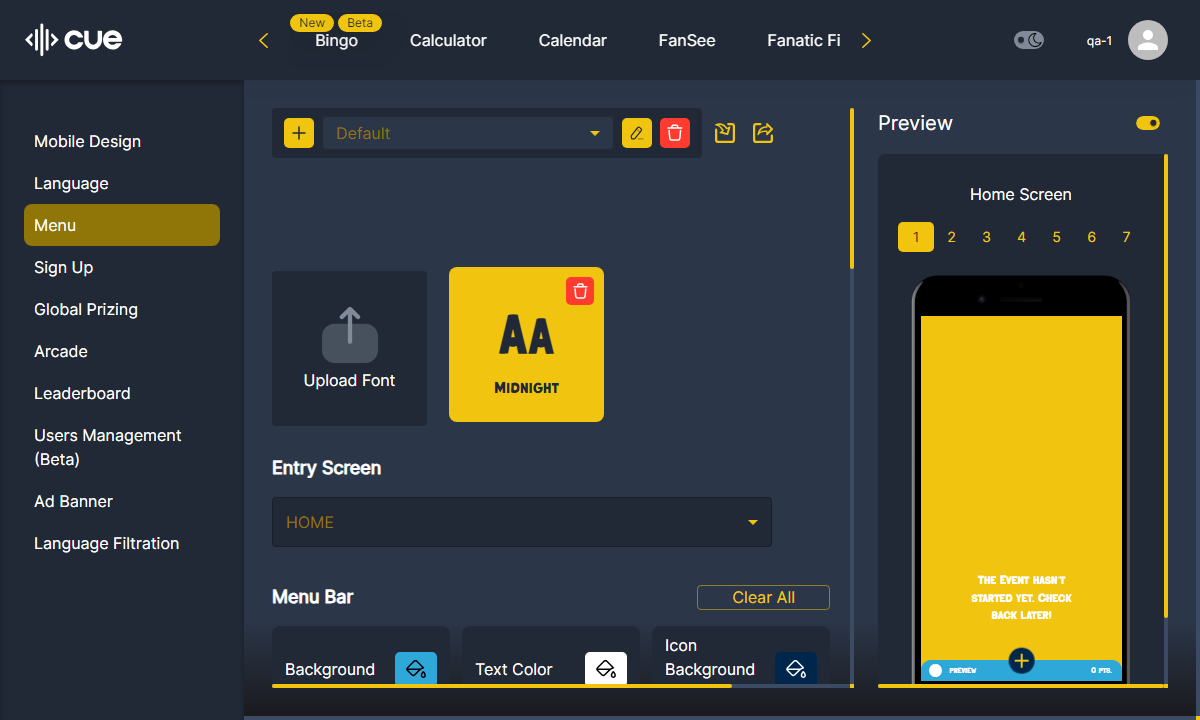 cue
New
Beta
Bingo
Calculator
Calendar
FanSee
Fanatic Fi
qa-1
Mobile Design
Language
Menu
Sign Up
Global Prizing
Arcade
Leaderboard
Users Management
(Beta)
Ad Banner
Language Filtration
Default
Upload Font
AA
MIDNIGHT
Entry Screen
HOME
Menu Bar
Clear All
Background
Text Color
Icon
Background
Preview
Home Screen
1 2 3 4 5 6 7
THE EVENT HASN'T
STARTED YET. CHECK
BACK LATER!
PREVIEW
0 PTS.